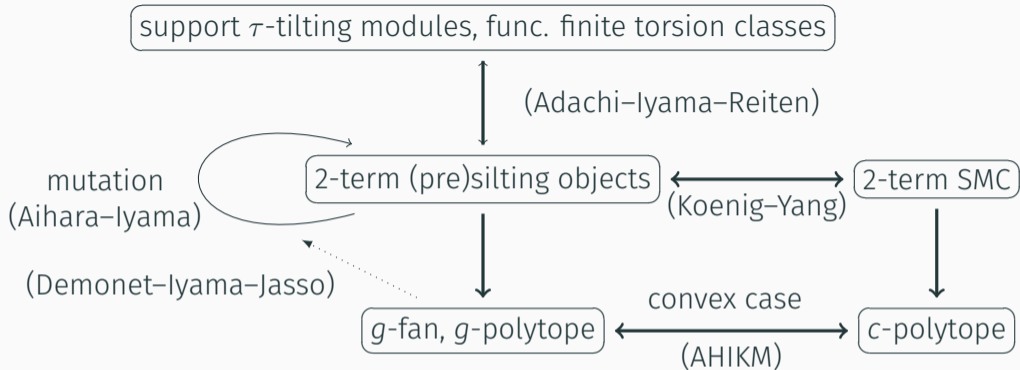 support τ-tilting modules, func. finite torsion classes
(Adachi–Iyama–Reiten)
mutation
(Aihara–Iyama)
2-term (pre)silting objects
(Koenig–Yang)
2-term SMC
(Demonet–Iyama–Jasso)
g-fan, g-polytope
convex case
(AHIKM)
c-polytope